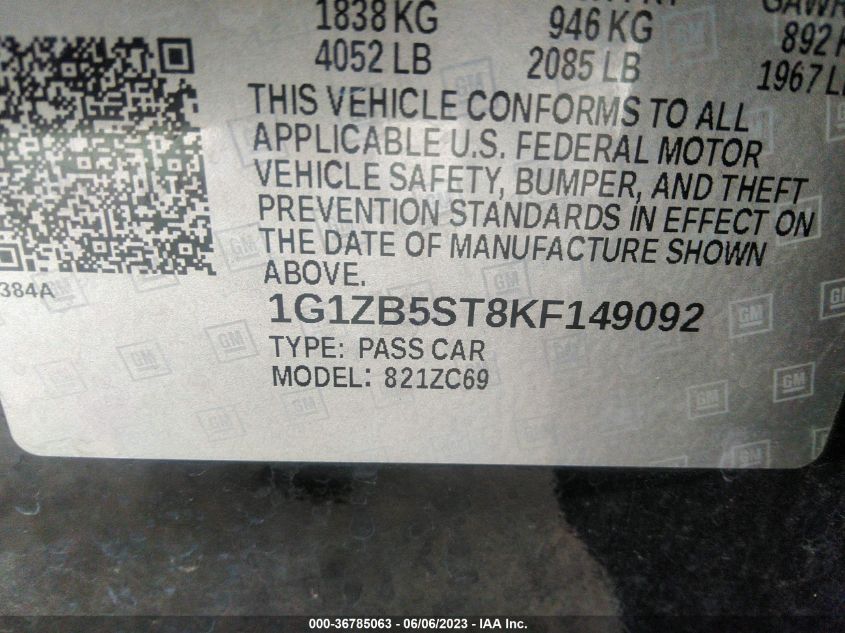 1838 KG 946 KG 892
4052 LB 2085 LB 1967
THIS VEHICLE CONFORMS TO ALL
APPLICABLE U.S. FEDERAL MOTOR
VEHICLE SAFETY, BUMPER, AND THEFT
PREVENTION STANDARDS IN EFFECT ON
THE DATE OF MANUFACTURE SHOWN
ABOVE.
384A
1G1ZB5ST8KF149092
TYPE: PASS CAR
MODEL: 821ZC69
GM
000-36785063 - 06/06/2023 - IAA Inc.